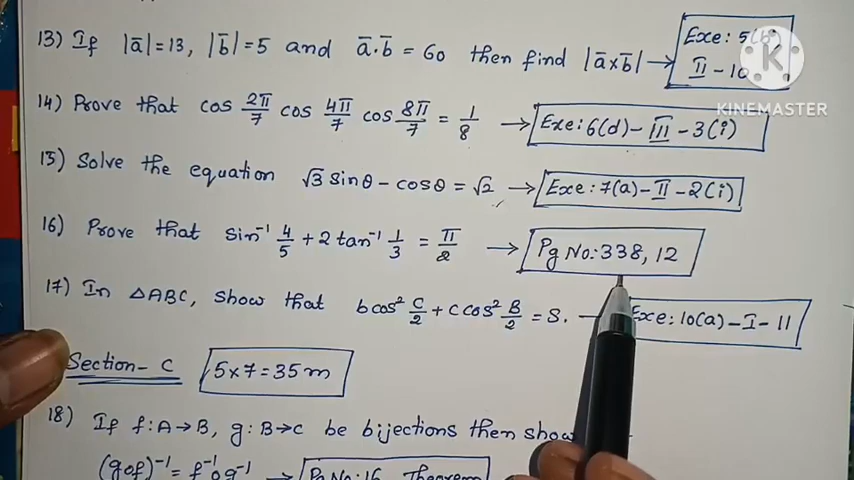 13) If |a̅|=13, |b̅|=5 and a̅.b̅ = 60 then find |a̅×b̅| → Exe: 5(b)
II - 10
K
KINEMASTER
14) Prove that cos 2π/7 cos 4π/7 cos 8π/7 = 1/8 → Exe: 6(d) - III - 3(i)
15) Solve the equation √3 sinθ - cosθ = √2 → Exe: 7(a) - II - 2(i)
16) Prove that sin⁻¹ 4/5 + 2 tan⁻¹ 1/3 = π/2 → Pg No: 338, 12
17) In ΔABC, show that b cos² C/2 + c cos² B/2 = S. → Exe: 10(a) - I - 11
Section - C 5 x 7 = 35 m
18) If f: A→B, g: B→C be bijections then show
(gof)⁻¹ = f⁻¹og⁻¹ → Pg No: 16, Theorem